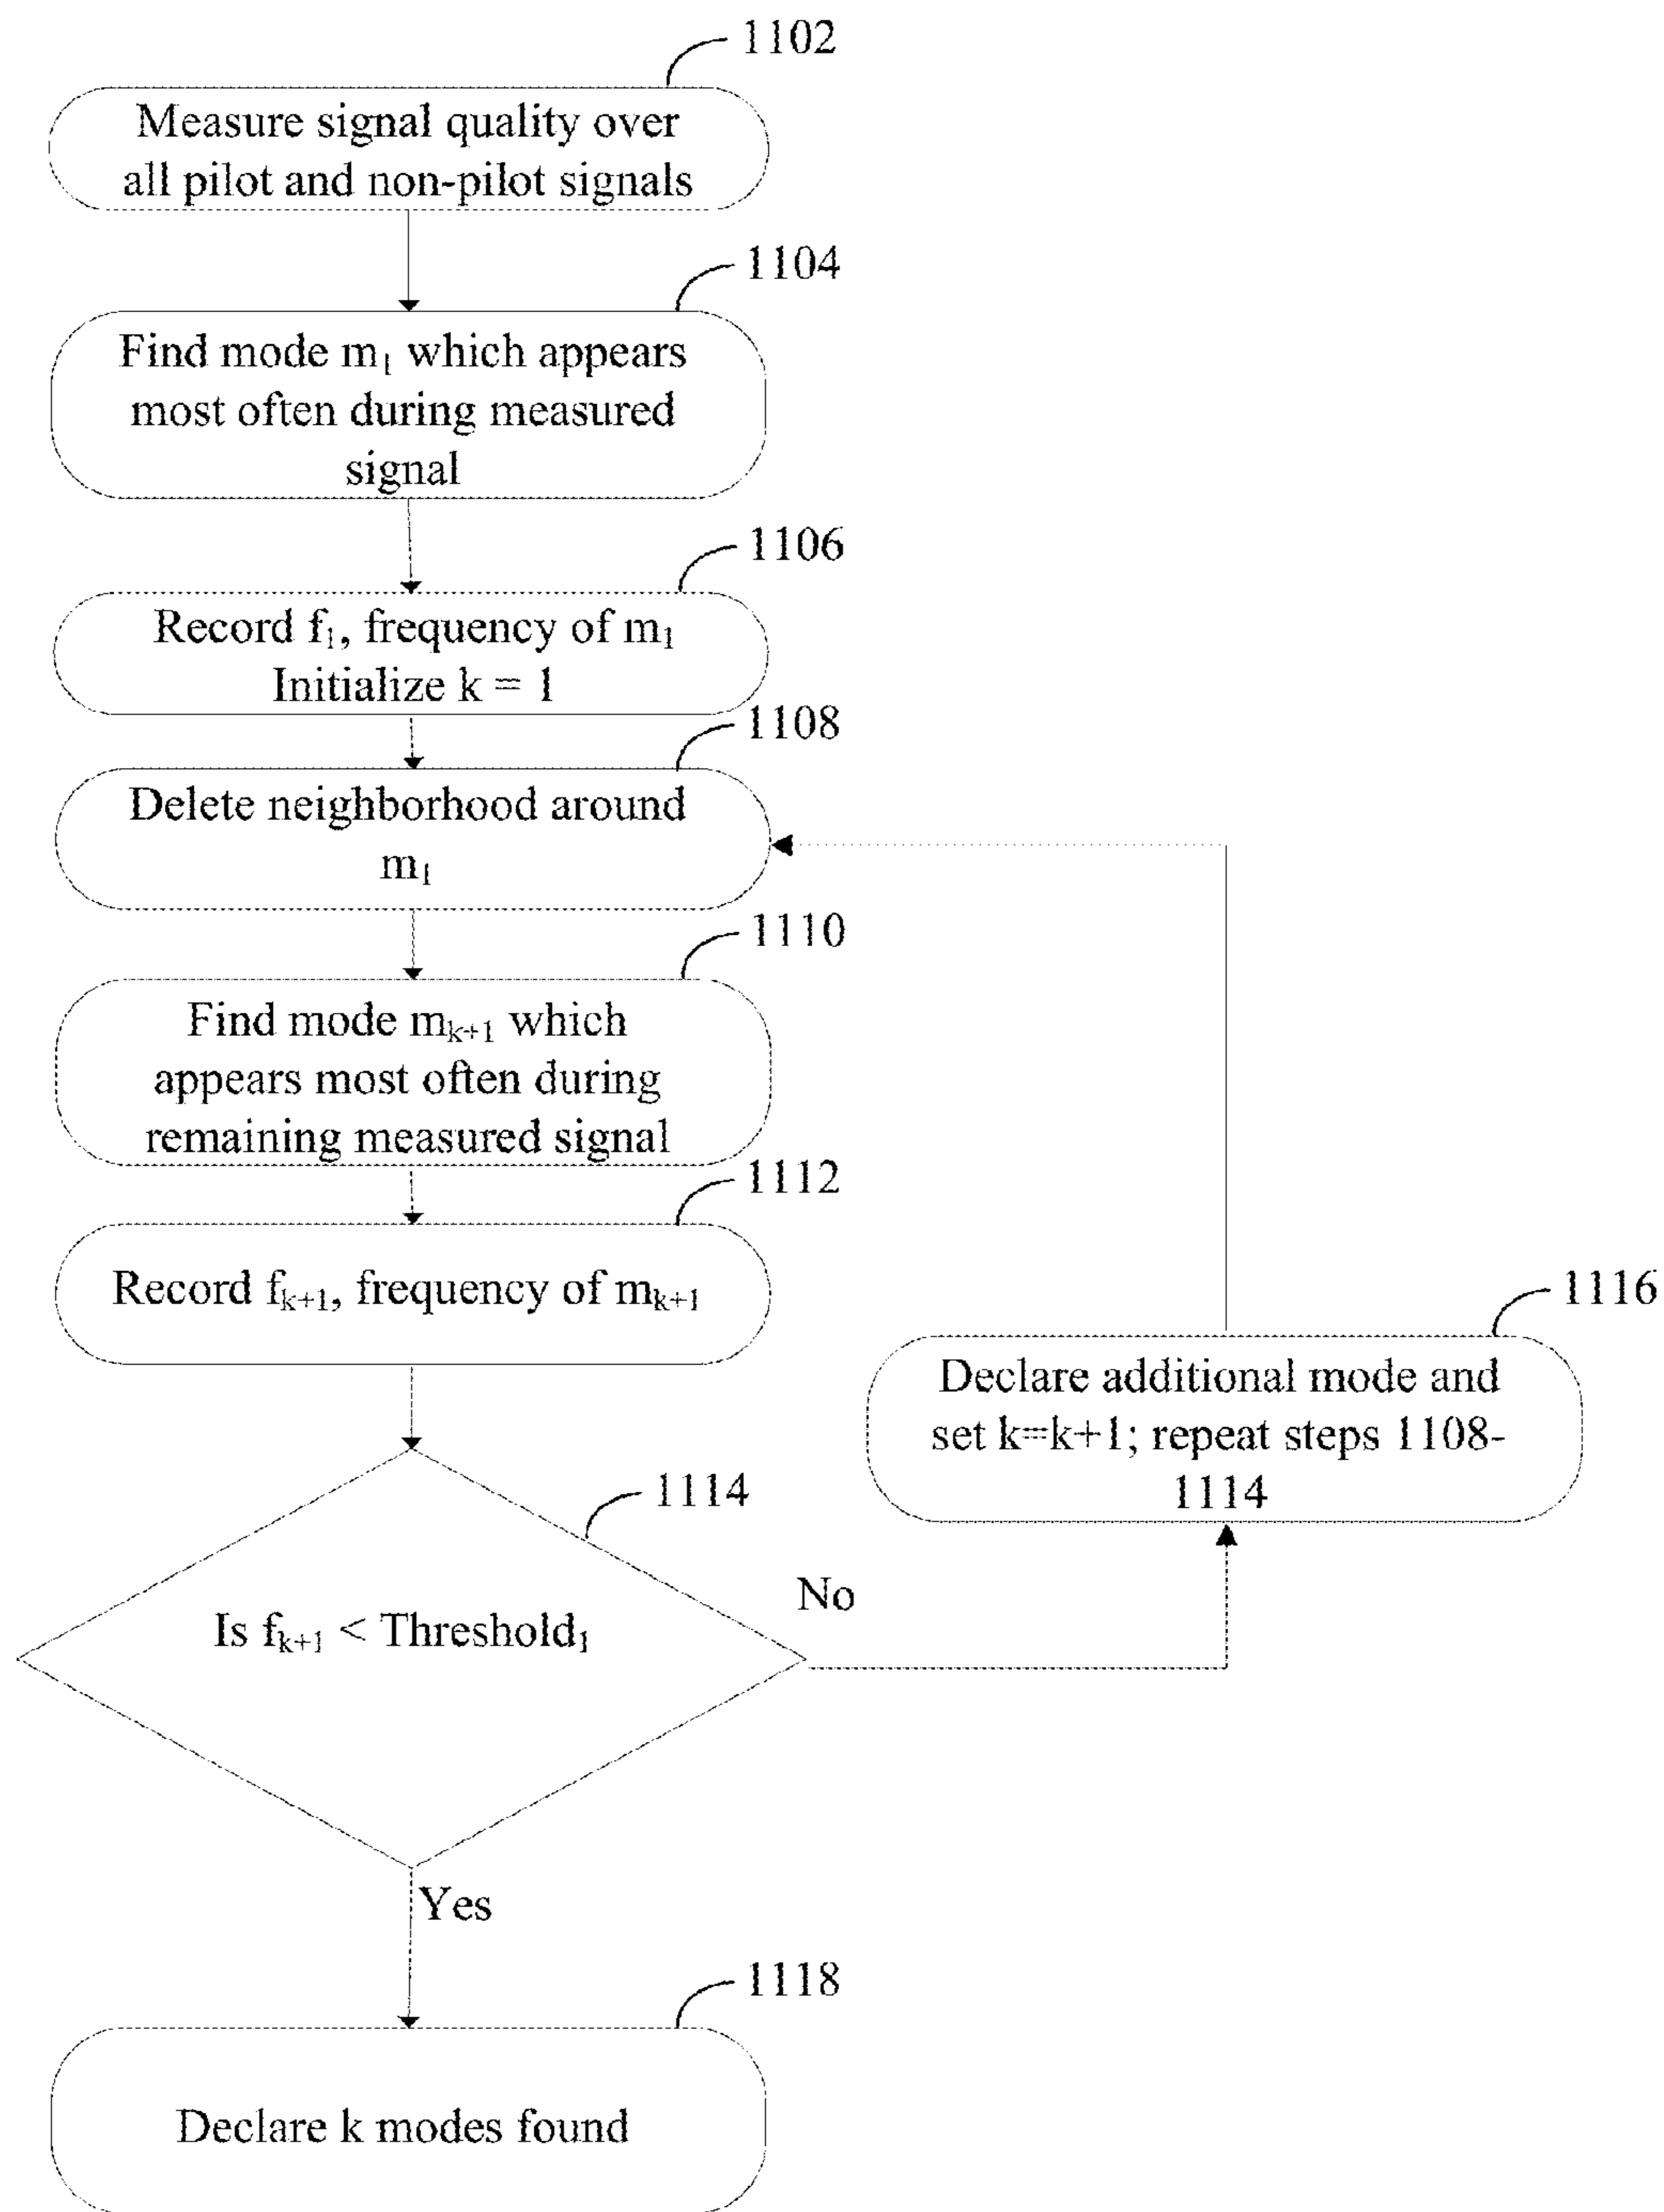 1102
Measure signal quality over
all pilot and non-pilot signals
1104
Find mode m₁ which appears
most often during measured
signal
1106
Record f₁, frequency of m₁
Initialize k = 1
1108
Delete neighborhood around
m₁
1110
Find mode mₖ₊₁ which
appears most often during
remaining measured signal
1112
Record fₖ₊₁, frequency of mₖ₊₁
1116
Declare additional mode and
set k=k+1; repeat steps 1108-
1114
1114
Is fₖ₊₁ < Threshold₁
No
Yes
1118
Declare k modes found